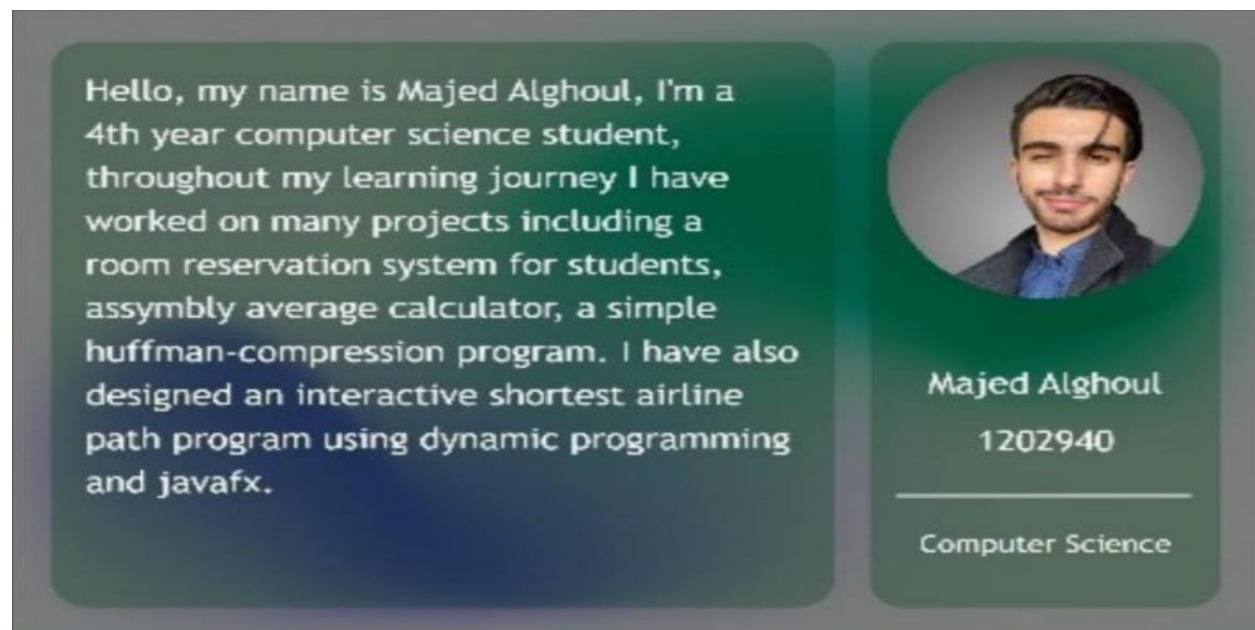 Hello, my name is Majed Alghoul, I'm a
4th year computer science student,
throughout my learning journey I have
worked on many projects including a
room reservation system for students,
assymbly average calculator, a simple
huffman-compression program. I have also
designed an interactive shortest airline
path program using dynamic programming
and javafx.
Majed Alghoul
1202940
Computer Science